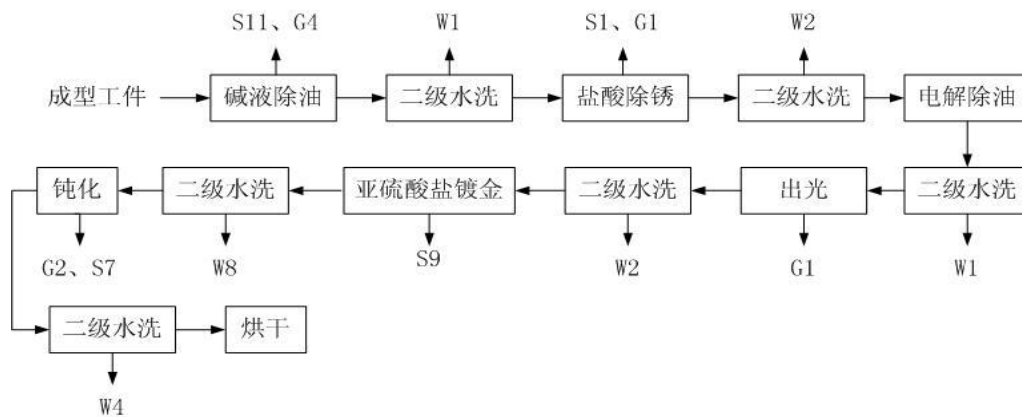 S11、G4
W1
S1、G1
W2
成型工件
碱液除油
二级水洗
盐酸除锈
二级水洗
电解除油
钝化
二级水洗
亚硫酸盐镀金
二级水洗
出光
二级水洗
G2、S7
W8
S9
W2
G1
W1
二级水洗
烘干
W4